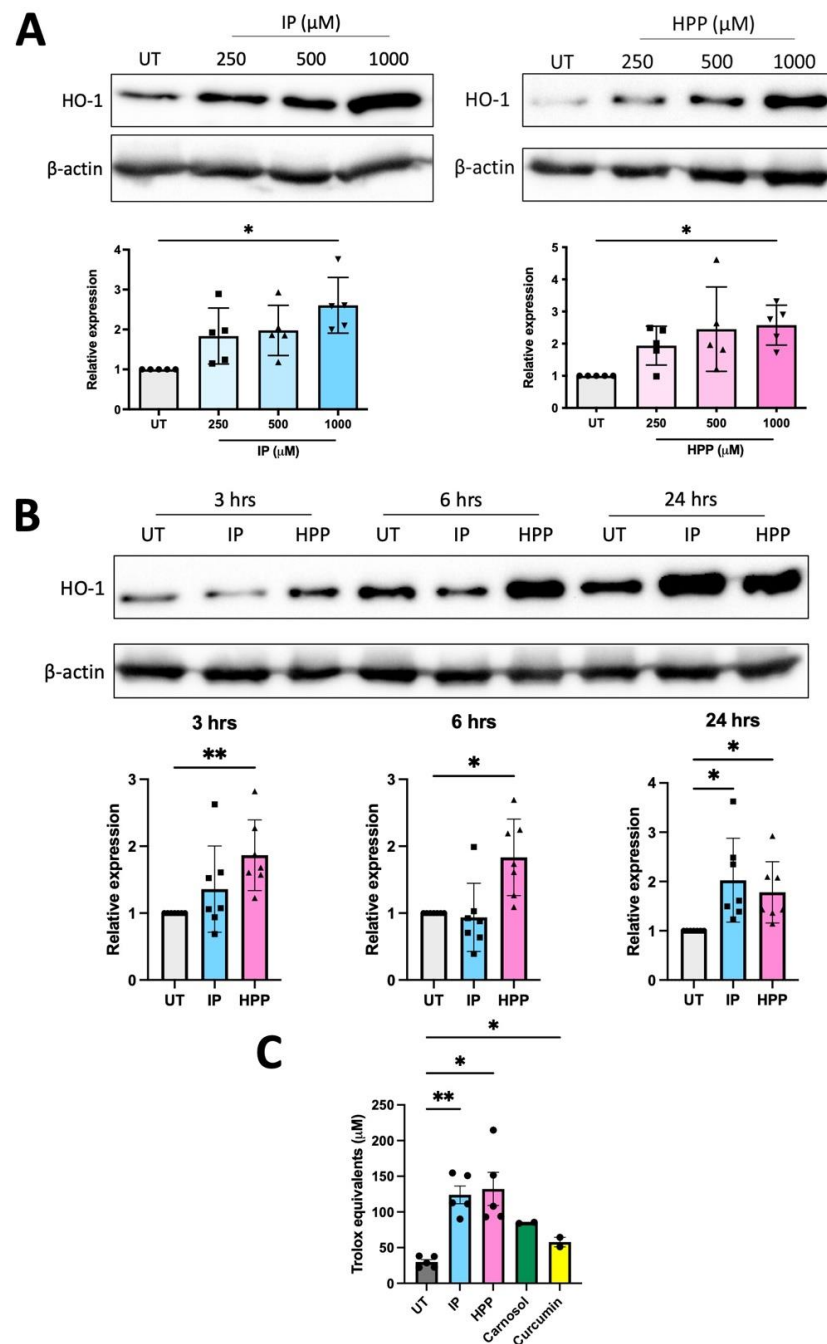 A
IP (μM)
UT 250 500 1000
HO-1
β-actin
HPP (μM)
UT 250 500 1000
HO-1
β-actin
*
Relative expression
4
3
2
1
0
UT 250 500 1000
IP (μM)
*
Relative expression
5
4
3
2
1
0
UT 250 500 1000
HPP (μM)
B
3 hrs 6 hrs 24 hrs
UT IP HPP UT IP HPP UT IP HPP
HO-1
β-actin
3 hrs
**
Relative expression
3
2
1
0
UT IP HPP
6 hrs
*
Relative expression
3
2
1
0
UT IP HPP
24 hrs
*
*
Relative expression
4
3
2
1
0
UT IP HPP
C
*
*
**
Trolox equivalents (μM)
250
200
150
100
50
0
UT IP HPP Carnosol Curcumin